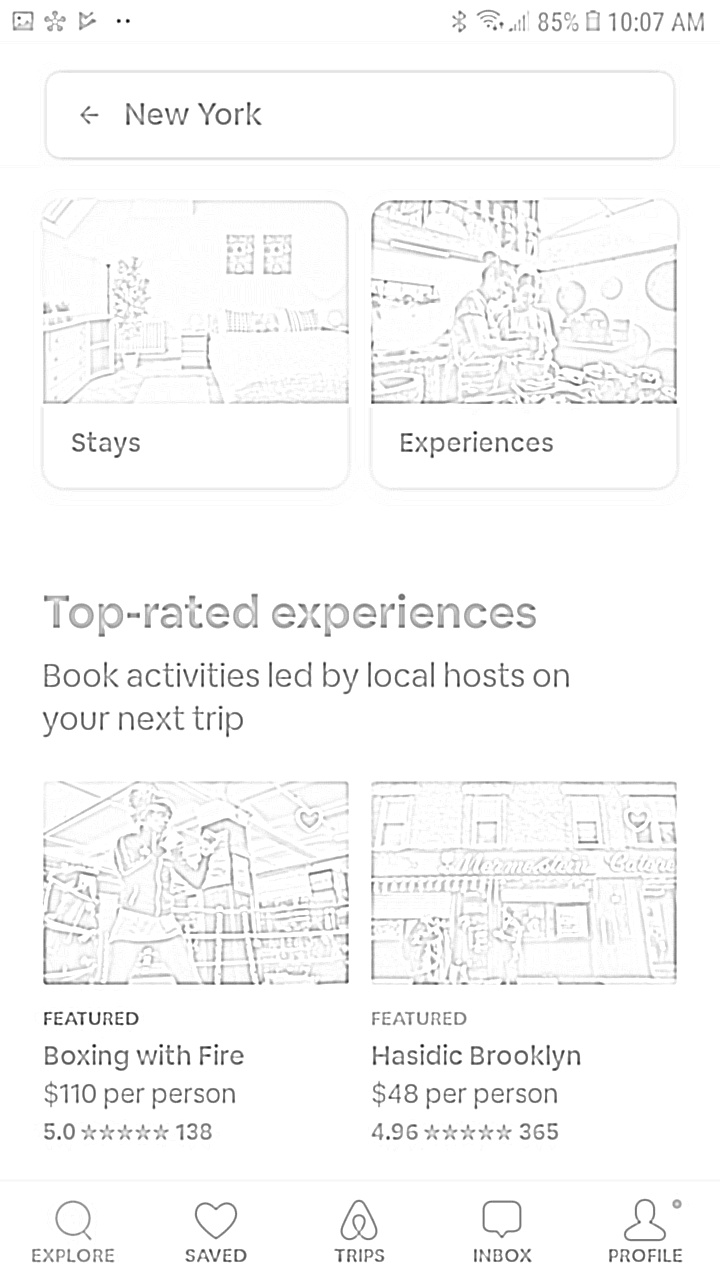 85% 10:07 AM
New York
Stays
Experiences
Top-rated experiences
Book activities led by local hosts on
your next trip
FEATURED
Boxing with Fire
$110 per person
5.0 ★★★★★ 138
FEATURED
Hasidic Brooklyn
$48 per person
4.96 ★★★★★ 365
EXPLORE
SAVED
TRIPS
INBOX
PROFILE